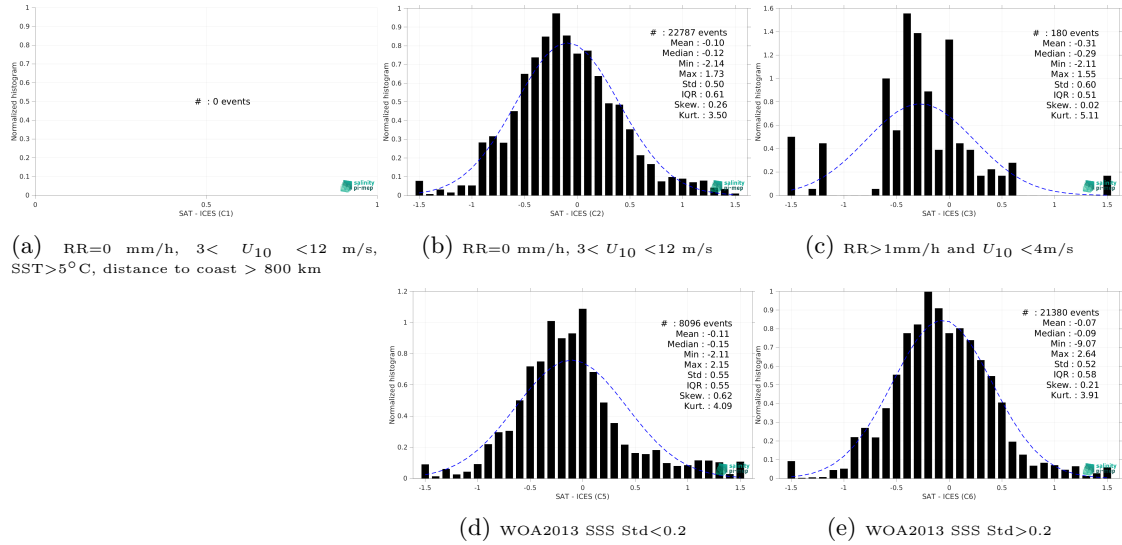 1
0.9
0.8
0.7
0.6
0.5
0.4
0.3
0.2
0.1
0
Normalized histogram
# : 0 events
salinity
pi-mep
0 0.5 1
SAT - ICES (C1)
(a) RR=0 mm/h, 3< U10 <12 m/s,
SST>5°C, distance to coast > 800 km
1
0.9
0.8
0.7
0.6
0.5
0.4
0.3
0.2
0.1
0
Normalized histogram
# : 22787 events
Mean : -0.10
Median : -0.12
Min : -2.14
Max : 1.73
Std : 0.50
IQR : 0.61
Skew. : 0.26
Kurt. : 3.50
salinity
pi-mep
-1.5 -1 -0.5 0 0.5 1 1.5
SAT - ICES (C2)
(b) RR=0 mm/h, 3< U10 <12 m/s
1.6
1.4
1.2
1
0.8
0.6
0.4
0.2
0
Normalized histogram
# : 180 events
Mean : -0.31
Median : -0.29
Min : -2.11
Max : 1.55
Std : 0.60
IQR : 0.51
Skew. : 0.02
Kurt. : 5.11
salinity
pi-mep
-1.5 -1 -0.5 0 0.5 1 1.5
SAT - ICES (C3)
(c) RR>1mm/h and U10 <4m/s
1.2
1
0.8
0.6
0.4
0.2
0
Normalized histogram
# : 8096 events
Mean : -0.11
Median : -0.15
Min : -2.11
Max : 2.15
Std : 0.55
IQR : 0.55
Skew. : 0.62
Kurt. : 4.09
salinity
pi-mep
-1.5 -1 -0.5 0 0.5 1 1.5
SAT - ICES (C5)
(d) WOA2013 SSS Std<0.2
1
0.9
0.8
0.7
0.6
0.5
0.4
0.3
0.2
0.1
0
Normalized histogram
# : 21380 events
Mean : -0.07
Median : -0.09
Min : -9.07
Max : 2.64
Std : 0.52
IQR : 0.58
Skew. : 0.21
Kurt. : 3.91
salinity
pi-mep
-1.5 -1 -0.5 0 0.5 1 1.5
SAT - ICES (C6)
(e) WOA2013 SSS Std>0.2